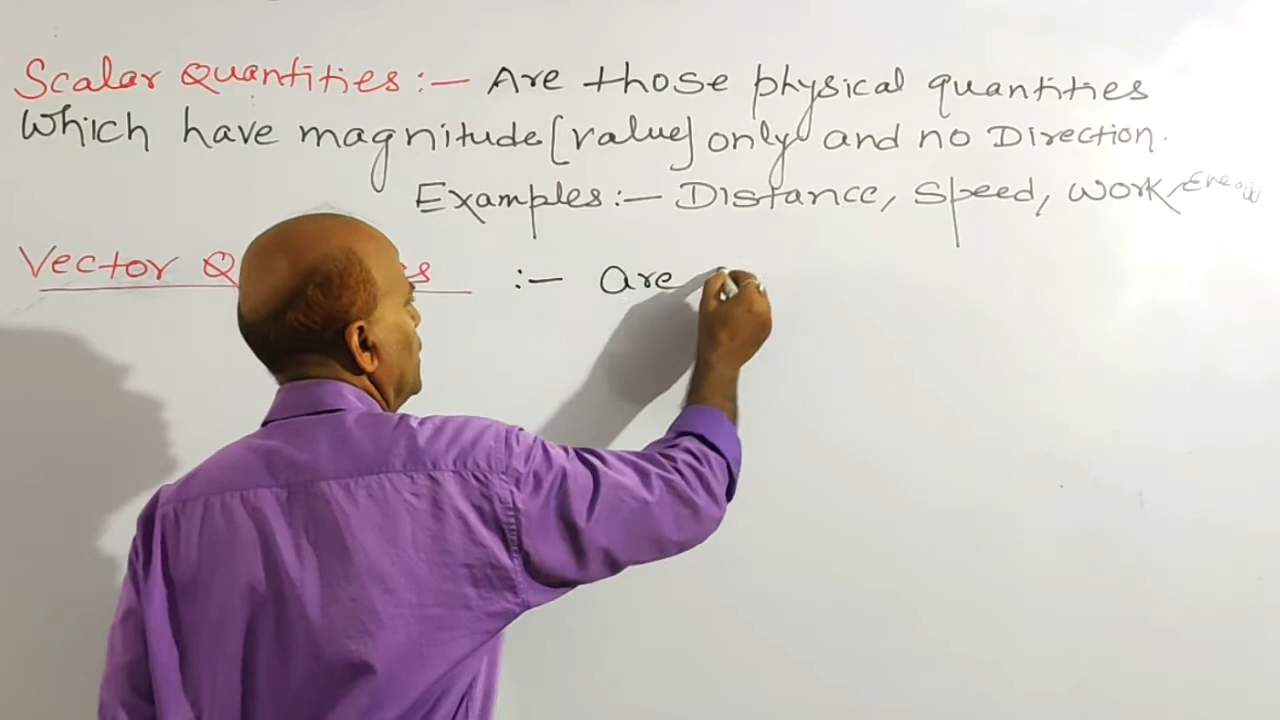 Scalar Quantities :- Are those physical quantities
Which have magnitude [value] only and no Direction.
Examples :- Distance, Speed, Work,
Vector :- are